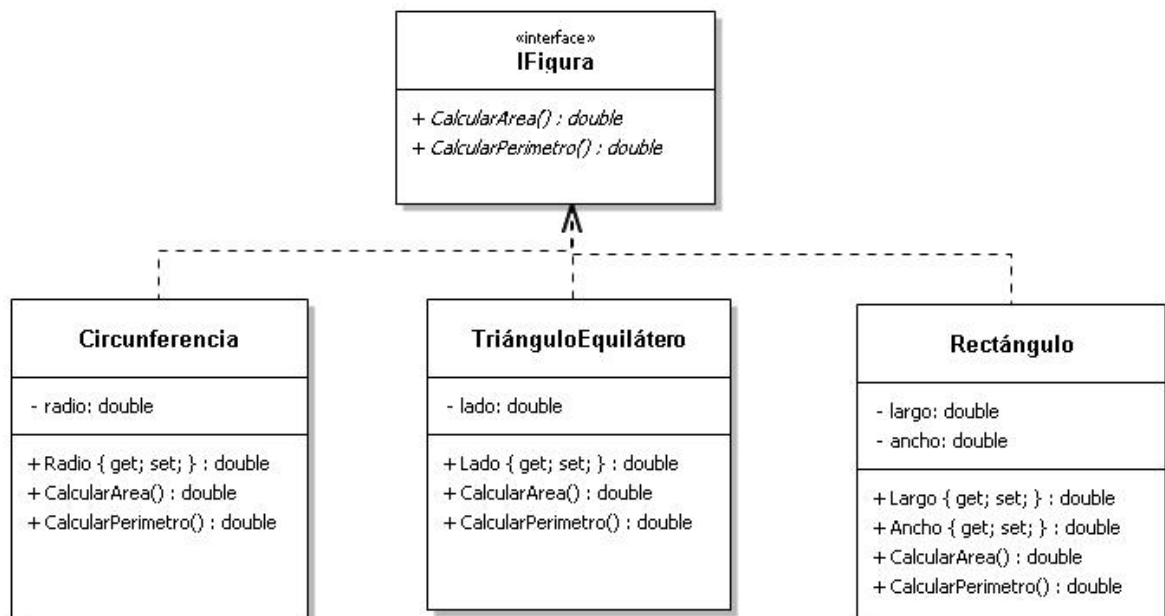 «interface»
IFigura
+ CalcularArea() : double
+ CalcularPerimetro() : double
Circunferencia
- radio: double
+ Radio { get; set; } : double
+ CalcularArea() : double
+ CalcularPerimetro() : double
TriánguloEquilátero
- lado: double
+ Lado { get; set; } : double
+ CalcularArea() : double
+ CalcularPerimetro() : double
Rectángulo
- largo: double
- ancho: double
+ Largo { get; set; } : double
+ Ancho { get; set; } : double
+ CalcularArea() : double
+ CalcularPerimetro() : double